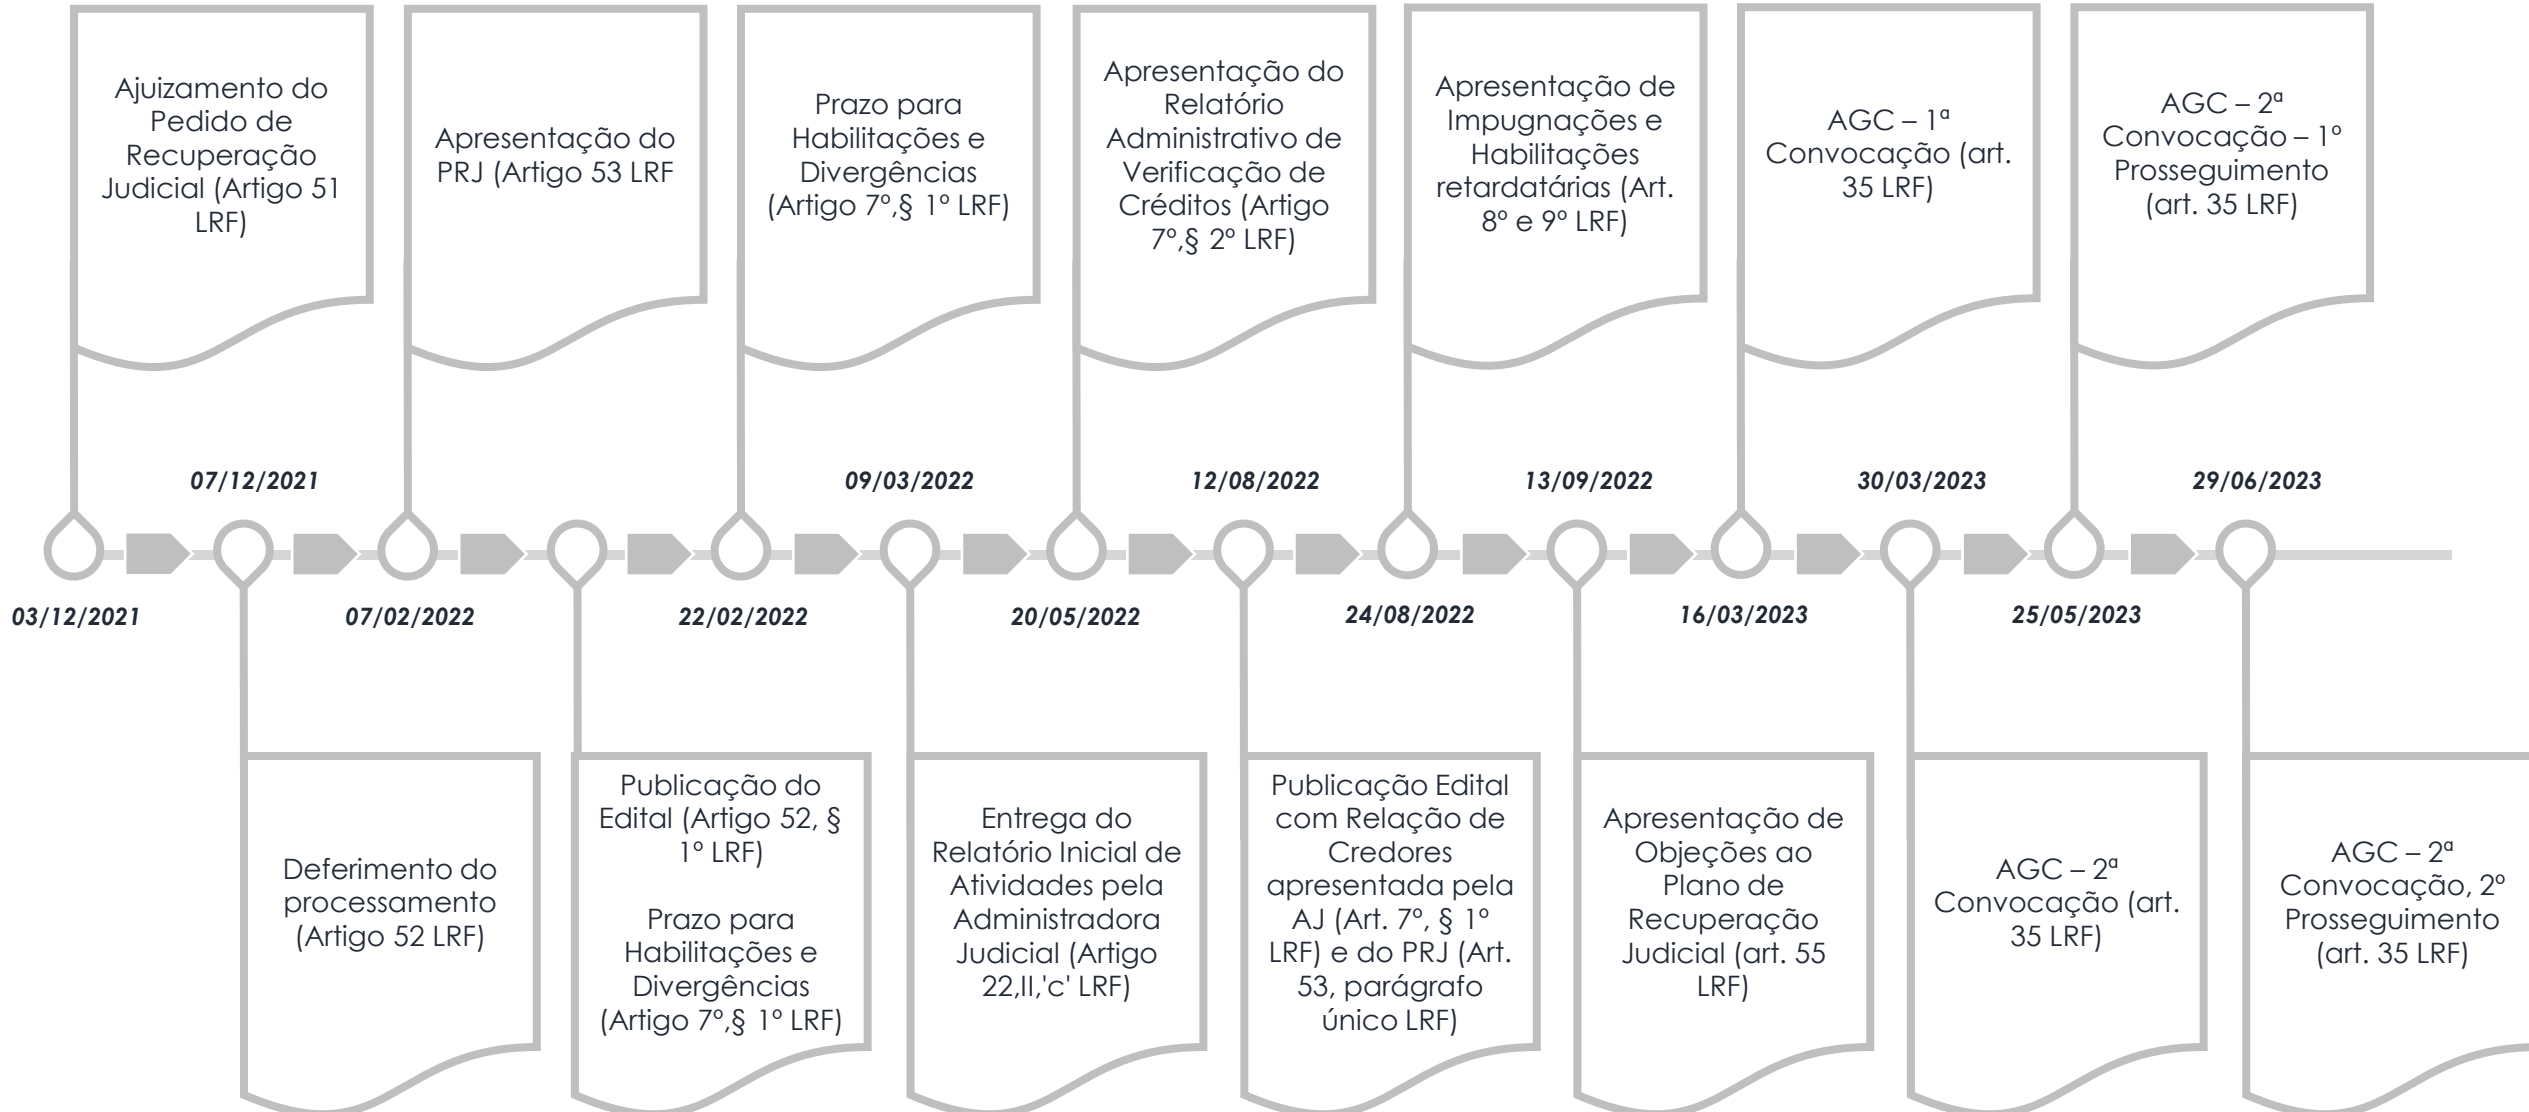 Ajuizamento do
Pedido de
Recuperação
Judicial (Artigo 51
LRF)
Apresentação do
PRJ (Artigo 53 LRF
Prazo para
Habilitações e
Divergências
(Artigo 7º,§ 1º LRF)
Apresentação do
Relatório
Administrativo de
Verificação de
Créditos (Artigo
7º,§ 2º LRF)
Apresentação de
Impugnações e
Habilitações
retardatárias (Art.
8º e 9º LRF)
AGC – 1ª
Convocação (art.
35 LRF)
AGC – 2ª
Convocação – 1º
Prosseguimento
(art. 35 LRF)
07/12/2021
09/03/2022
12/08/2022
13/09/2022
30/03/2023
29/06/2023
03/12/2021
07/02/2022
22/02/2022
20/05/2022
24/08/2022
16/03/2023
25/05/2023
Deferimento do
processamento
(Artigo 52 LRF)
Publicação do
Edital (Artigo 52, §
1º LRF)
Prazo para
Habilitações e
Divergências
(Artigo 7º,§ 1º LRF)
Entrega do
Relatório Inicial de
Atividades pela
Administradora
Judicial (Artigo
22,II,'c' LRF)
Publicação Edital
com Relação de
Credores
apresentada pela
AJ (Art. 7º, § 1º
LRF) e do PRJ (Art.
53, parágrafo
único LRF)
Apresentação de
Objeções ao
Plano de
Recuperação
Judicial (art. 55
LRF)
AGC – 2ª
Convocação (art.
35 LRF)
AGC – 2ª
Convocação, 2º
Prosseguimento
(art. 35 LRF)